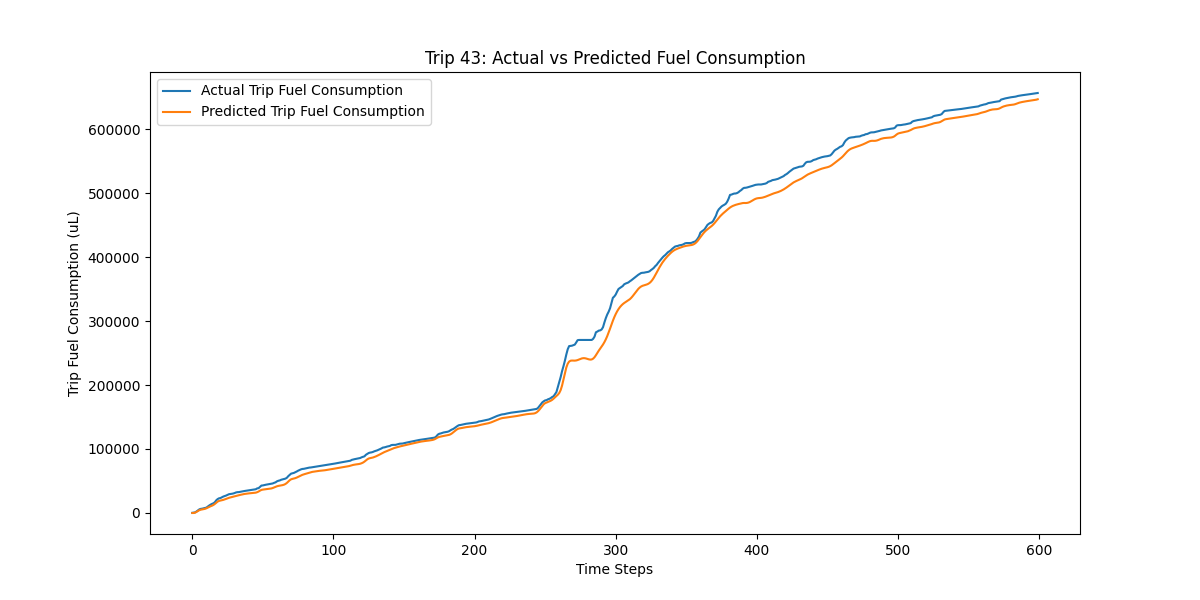 Trip 43: Actual vs Predicted Fuel Consumption
Actual Trip Fuel Consumption
Predicted Trip Fuel Consumption
Trip Fuel Consumption (uL)
600000
500000
400000
300000
200000
100000
0
0 100 200 300 400 500 600
Time Steps